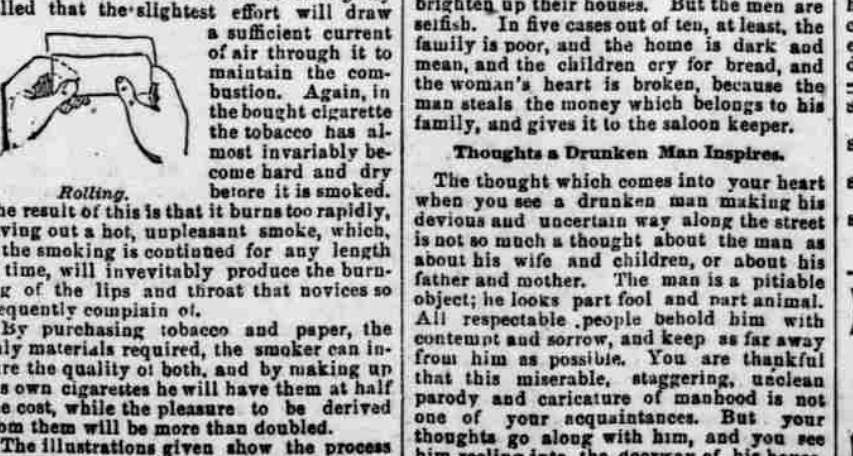 lled that the slightest effort will draw
a sufficient current
of air through it to
maintain the com-
bustion. Again, in
the bought cigarette
the tobacco has al-
most invariably be-
come hard and dry
before it is smoked.
Rolling.
he result of this is that it burns too rapidly,
ving out a hot, unpleasant smoke, which,
the smoking is continued for any length
time, will invevitably produce the burn-
g of the lips and throat that novices so
equently complain of.
By purchasing tobacco and paper, the
ly materials required, the smoker can in-
re the quality of both, and by making up
s own cigarettes he will have them at half
e cost, while the pleasure to be derived
om them will be more than doubled.
The illustrations given show the process
brighten up their houses. But the men are
selfish. In five cases out of ten, at least, the
family is poor, and the home is dark and
mean, and the children cry for bread, and
the woman's heart is broken, because the
man steals the money which belongs to his
family, and gives it to the saloon keeper.
Thoughts a Drunken Man Inspires.
The thought which comes into your heart
when you see a drunken man making his
devious and uncertain way along the street
is not so much a thought about the man as
about his wife and children, or about his
father and mother. The man is a pitiable
object; he looks part fool and part animal.
All respectable people behold him with
contempt and sorrow, and keep as far away
from him as possible. You are thankful
that this miserable, staggering, unclean
parody and caricature of manhood is not
one of your acquaintances. But your
thoughts go along with him, and you see
him reeling into the doorway of his